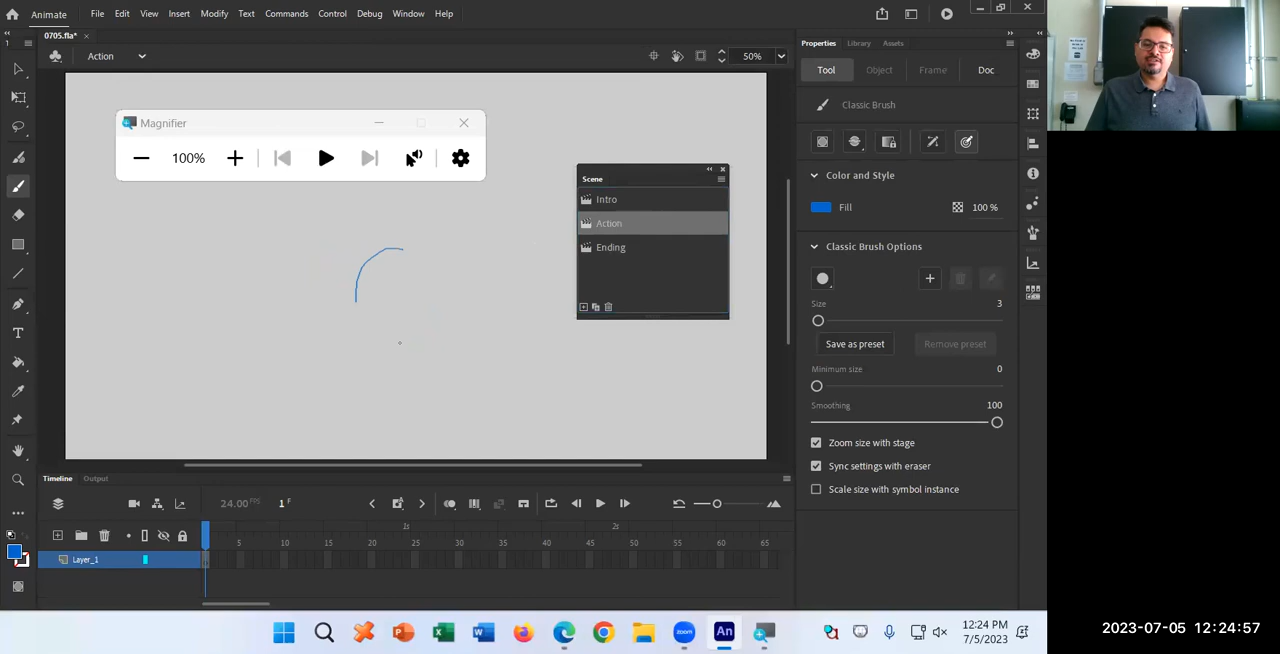 Animate File Edit View Insert Modify Text Commands Control Debug Window Help
0705.fla*
Action
50%
Magnifier
100%
Scene
Intro
Action
Ending
Properties Library Assets
Tool Object Frame Doc
Classic Brush
Color and Style
Fill 100 %
Classic Brush Options
Size 3
Save as preset Remove preset
Minimum size 0
Smoothing 100
Zoom size with stage
Sync settings with eraser
Scale size with symbol instance
Timeline Output
24.00 FPS 1 F
1s 2s
5 10 15 20 25 30 35 40 45 50 55 60 65
Layer_1
An
zoom
12:24 PM
7/5/2023
2023-07-05 12:24:57